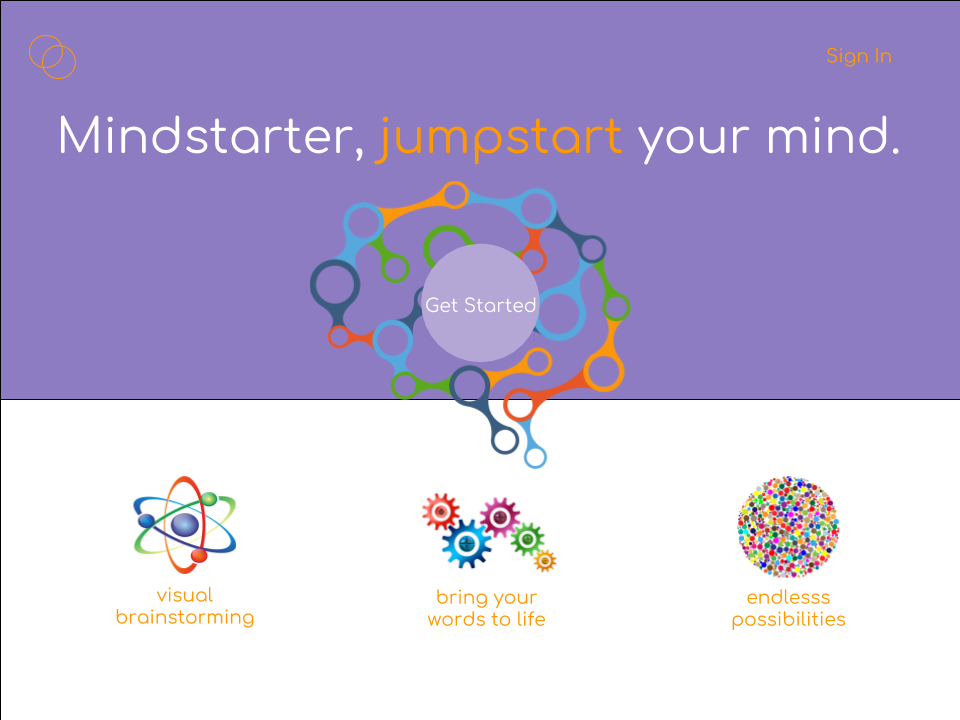 Sign In
Mindstarter, jumpstart your mind.
Get Started
visual
brainstorming
bring your
words to life
endlesss
possibilities